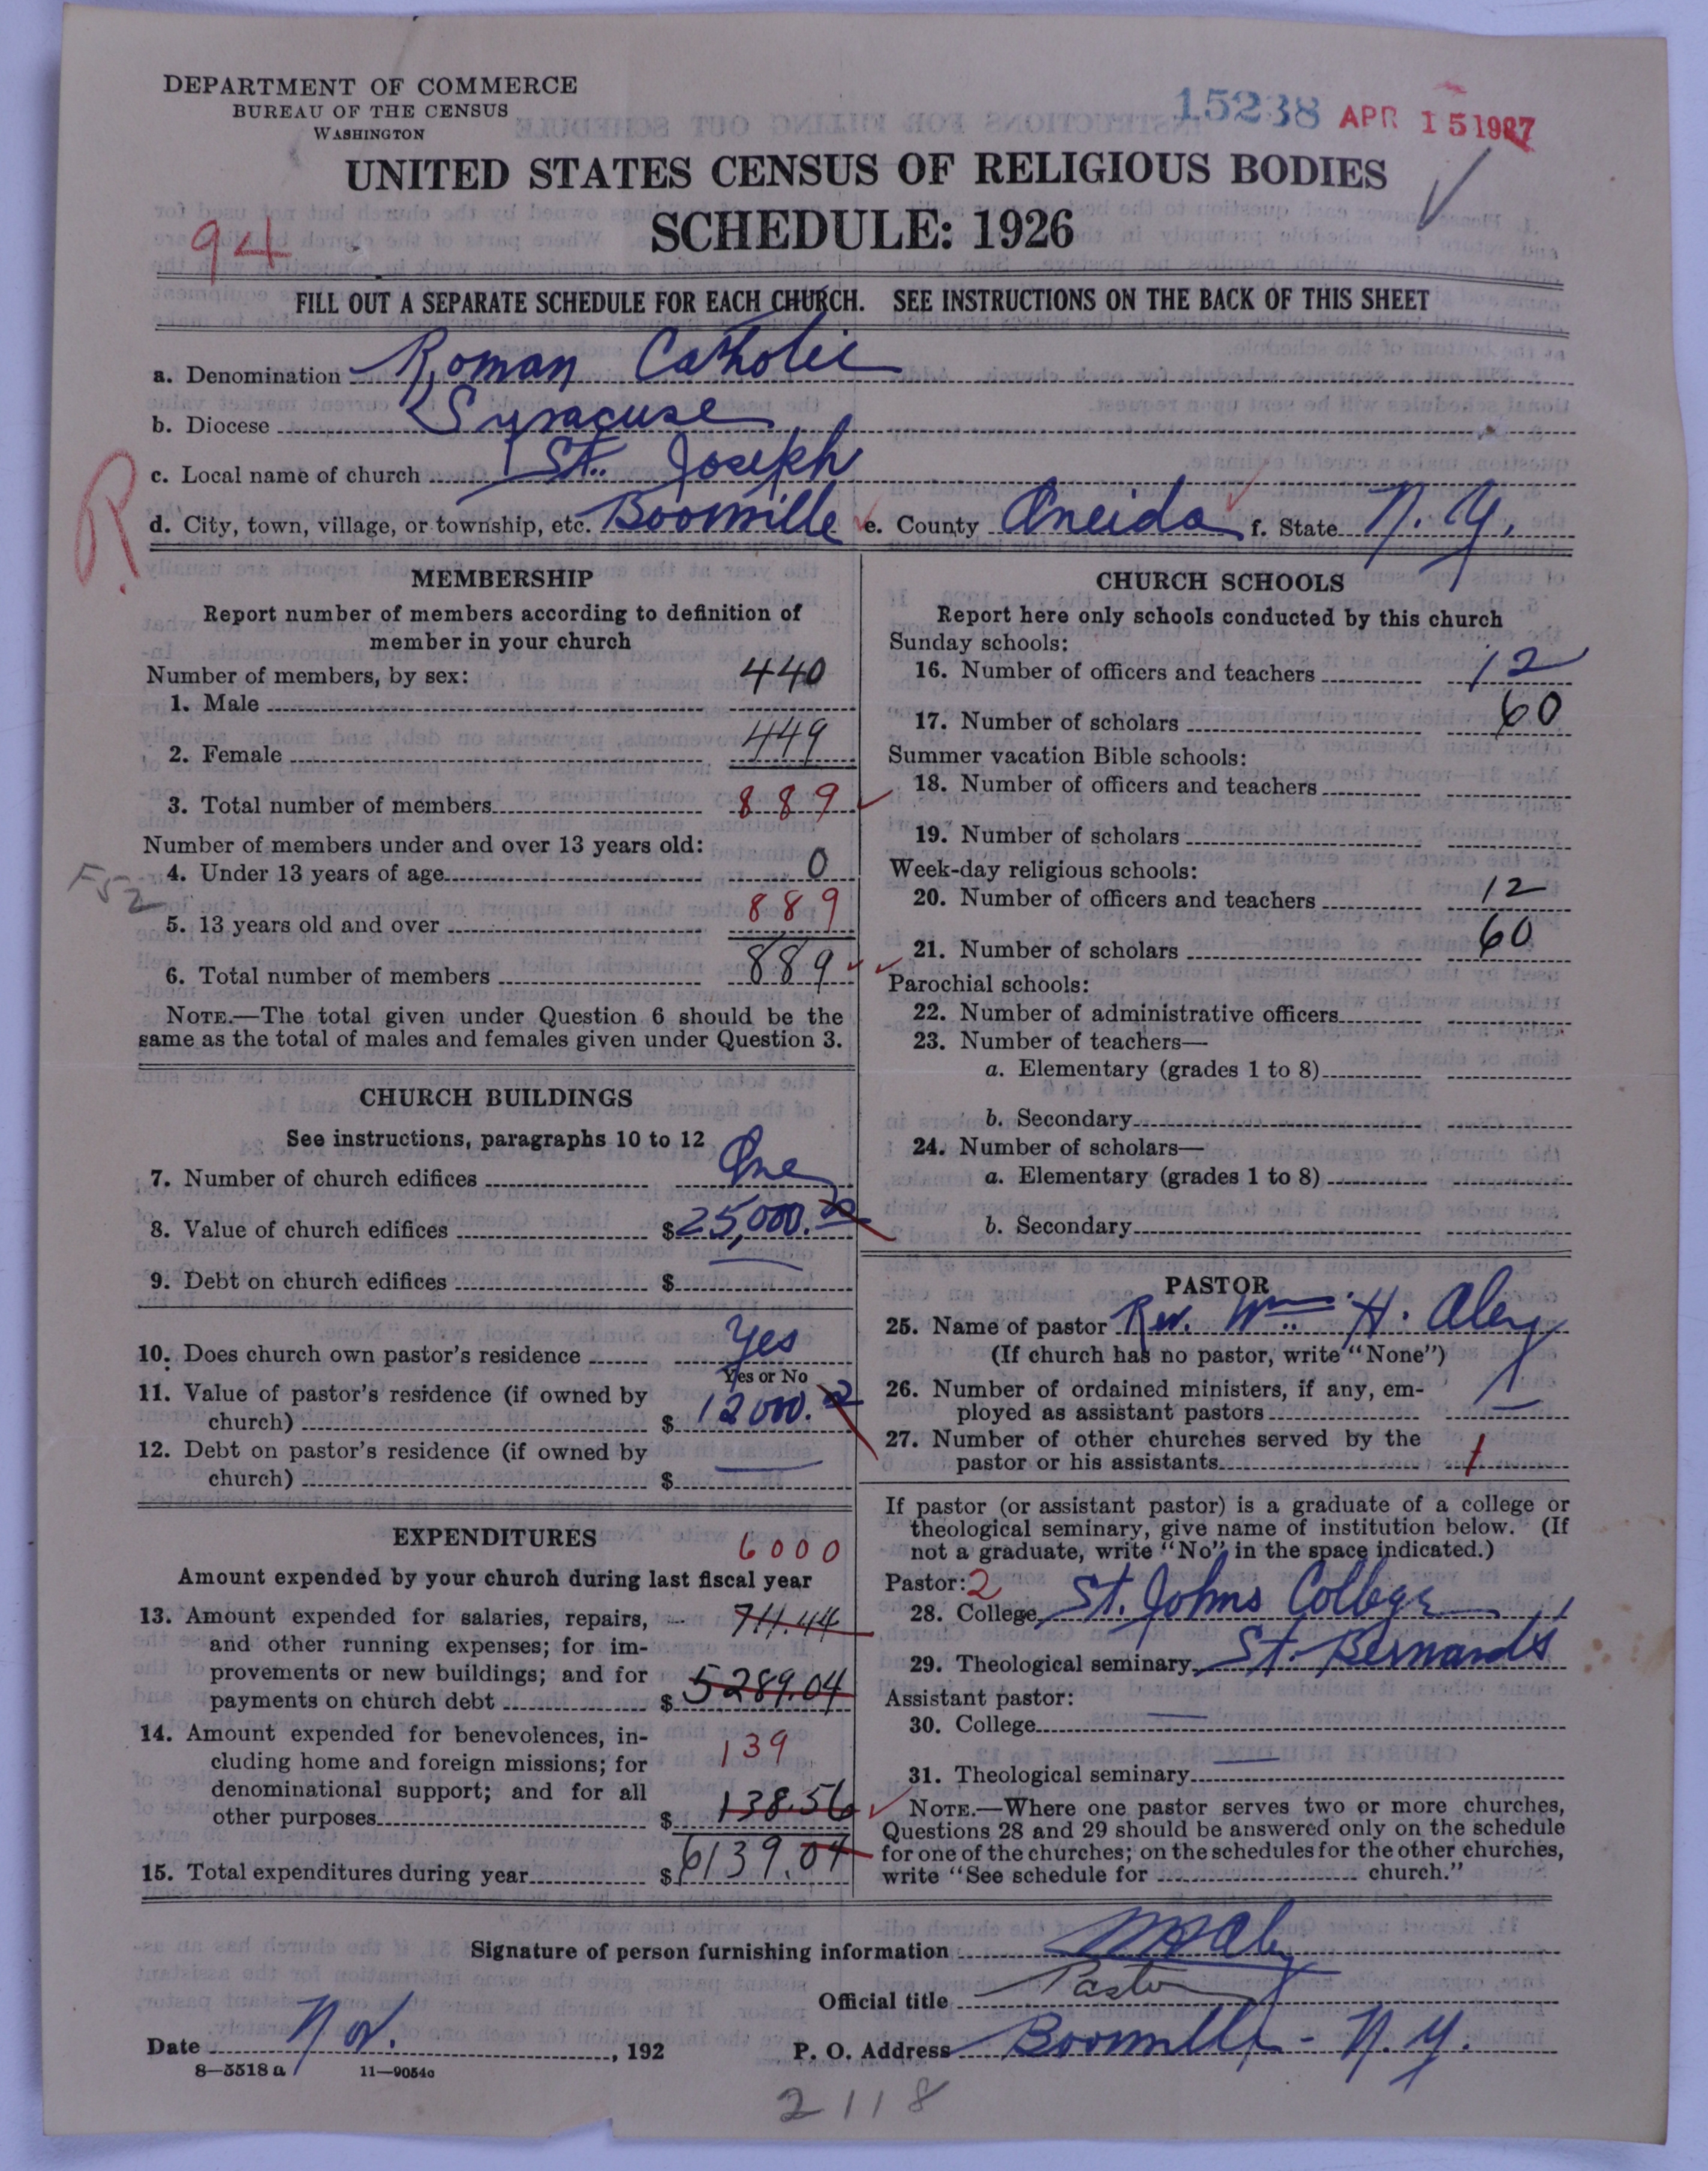 DEPARTMENT OF COMMERCE
BUREAU OF THE CENSUS
WASHINGTON
15238 APR 15 1927
UNITED STATES CENSUS OF RELIGIOUS BODIES
SCHEDULE: 1926
94
FILL OUT A SEPARATE SCHEDULE FOR EACH CHURCH. SEE INSTRUCTIONS ON THE BACK OF THIS SHEET
a. Denomination Roman Catholic
b. Diocese Syracuse
c. Local name of church St. Joseph
R
d. City, town, village, or township, etc. Boonville e. County Oneida f. State N. Y.
MEMBERSHIP
Report number of members according to definition of
member in your church
Number of members, by sex:
1. Male 440
2. Female 449
3. Total number of members 889
Number of members under and over 13 years old:
4. Under 13 years of age 0
F52
5. 13 years old and over 889
6. Total number of members 889
NOTE.—The total given under Question 6 should be the
same as the total of males and females given under Question 3.
CHURCH BUILDINGS
See instructions, paragraphs 10 to 12
7. Number of church edifices One
8. Value of church edifices $ 25,000.
9. Debt on church edifices $
10. Does church own pastor's residence Yes
Yes or No
11. Value of pastor's residence (if owned by
church) $ 12000.
12. Debt on pastor's residence (if owned by
church) $
EXPENDITURES
6000
Amount expended by your church during last fiscal year
13. Amount expended for salaries, repairs, 711.44
and other running expenses; for im-
provements or new buildings; and for
payments on church debt $ 5289.04
14. Amount expended for benevolences, in-
cluding home and foreign missions; for 139
denominational support; and for all
other purposes $ 138.56
15. Total expenditures during year $ 6139.04
CHURCH SCHOOLS
Report here only schools conducted by this church
Sunday schools:
16. Number of officers and teachers 12
17. Number of scholars 60
Summer vacation Bible schools:
18. Number of officers and teachers
19. Number of scholars
Week-day religious schools:
20. Number of officers and teachers 12
21. Number of scholars 60
Parochial schools:
22. Number of administrative officers
23. Number of teachers—
a. Elementary (grades 1 to 8)
b. Secondary
24. Number of scholars—
a. Elementary (grades 1 to 8)
b. Secondary
PASTOR
25. Name of pastor Rev. Wm. H. Aley
(If church has no pastor, write "None")
26. Number of ordained ministers, if any, em-
ployed as assistant pastors
27. Number of other churches served by the
pastor or his assistants 1
If pastor (or assistant pastor) is a graduate of a college or
theological seminary, give name of institution below. (If
not a graduate, write "No" in the space indicated.)
Pastor: 2
28. College St. Johns College
29. Theological seminary St. Bernards
Assistant pastor:
30. College
31. Theological seminary
NOTE.—Where one pastor serves two or more churches,
Questions 28 and 29 should be answered only on the schedule
for one of the churches; on the schedules for the other churches,
write "See schedule for church."
Signature of person furnishing information
Official title Pastor
Date Nov. , 192
P. O. Address Boonville - N. Y.
8—5518 a 11—9054a
2118